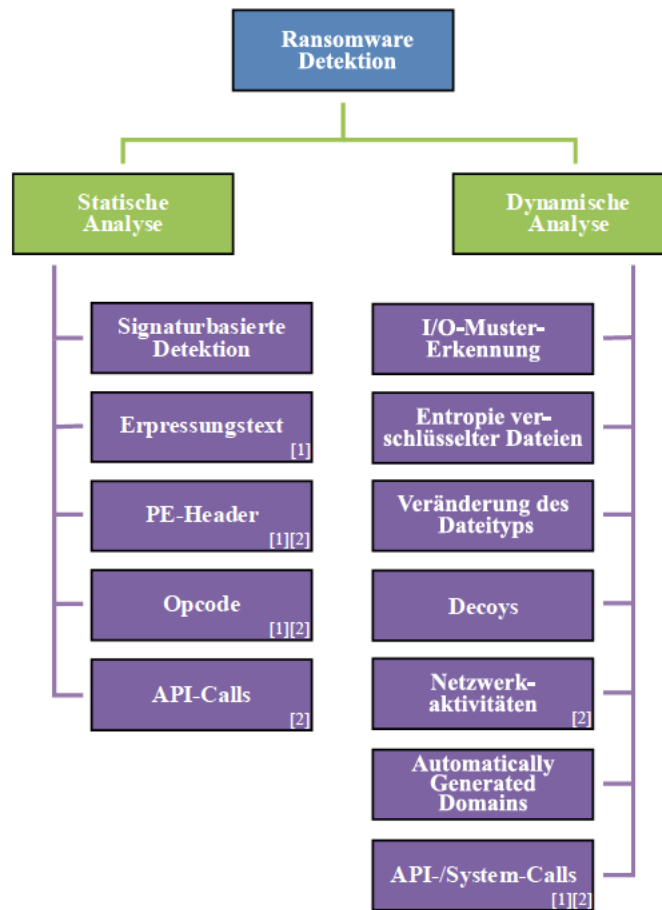 Ransomware
Detektion
Statische
Analyse
Signaturbasierte
Detektion
Erpressungstext
[1]
PE-Header
[1][2]
Opcode
[1][2]
API-Calls
[2]
Dynamische
Analyse
I/O-Muster-
Erkennung
Entropie ver-
schlüsselter Dateien
Veränderung des
Dateityps
Decoys
Netzwerk-
aktivitäten
[2]
Automatically
Generated
Domains
API-/System-Calls
[1][2]